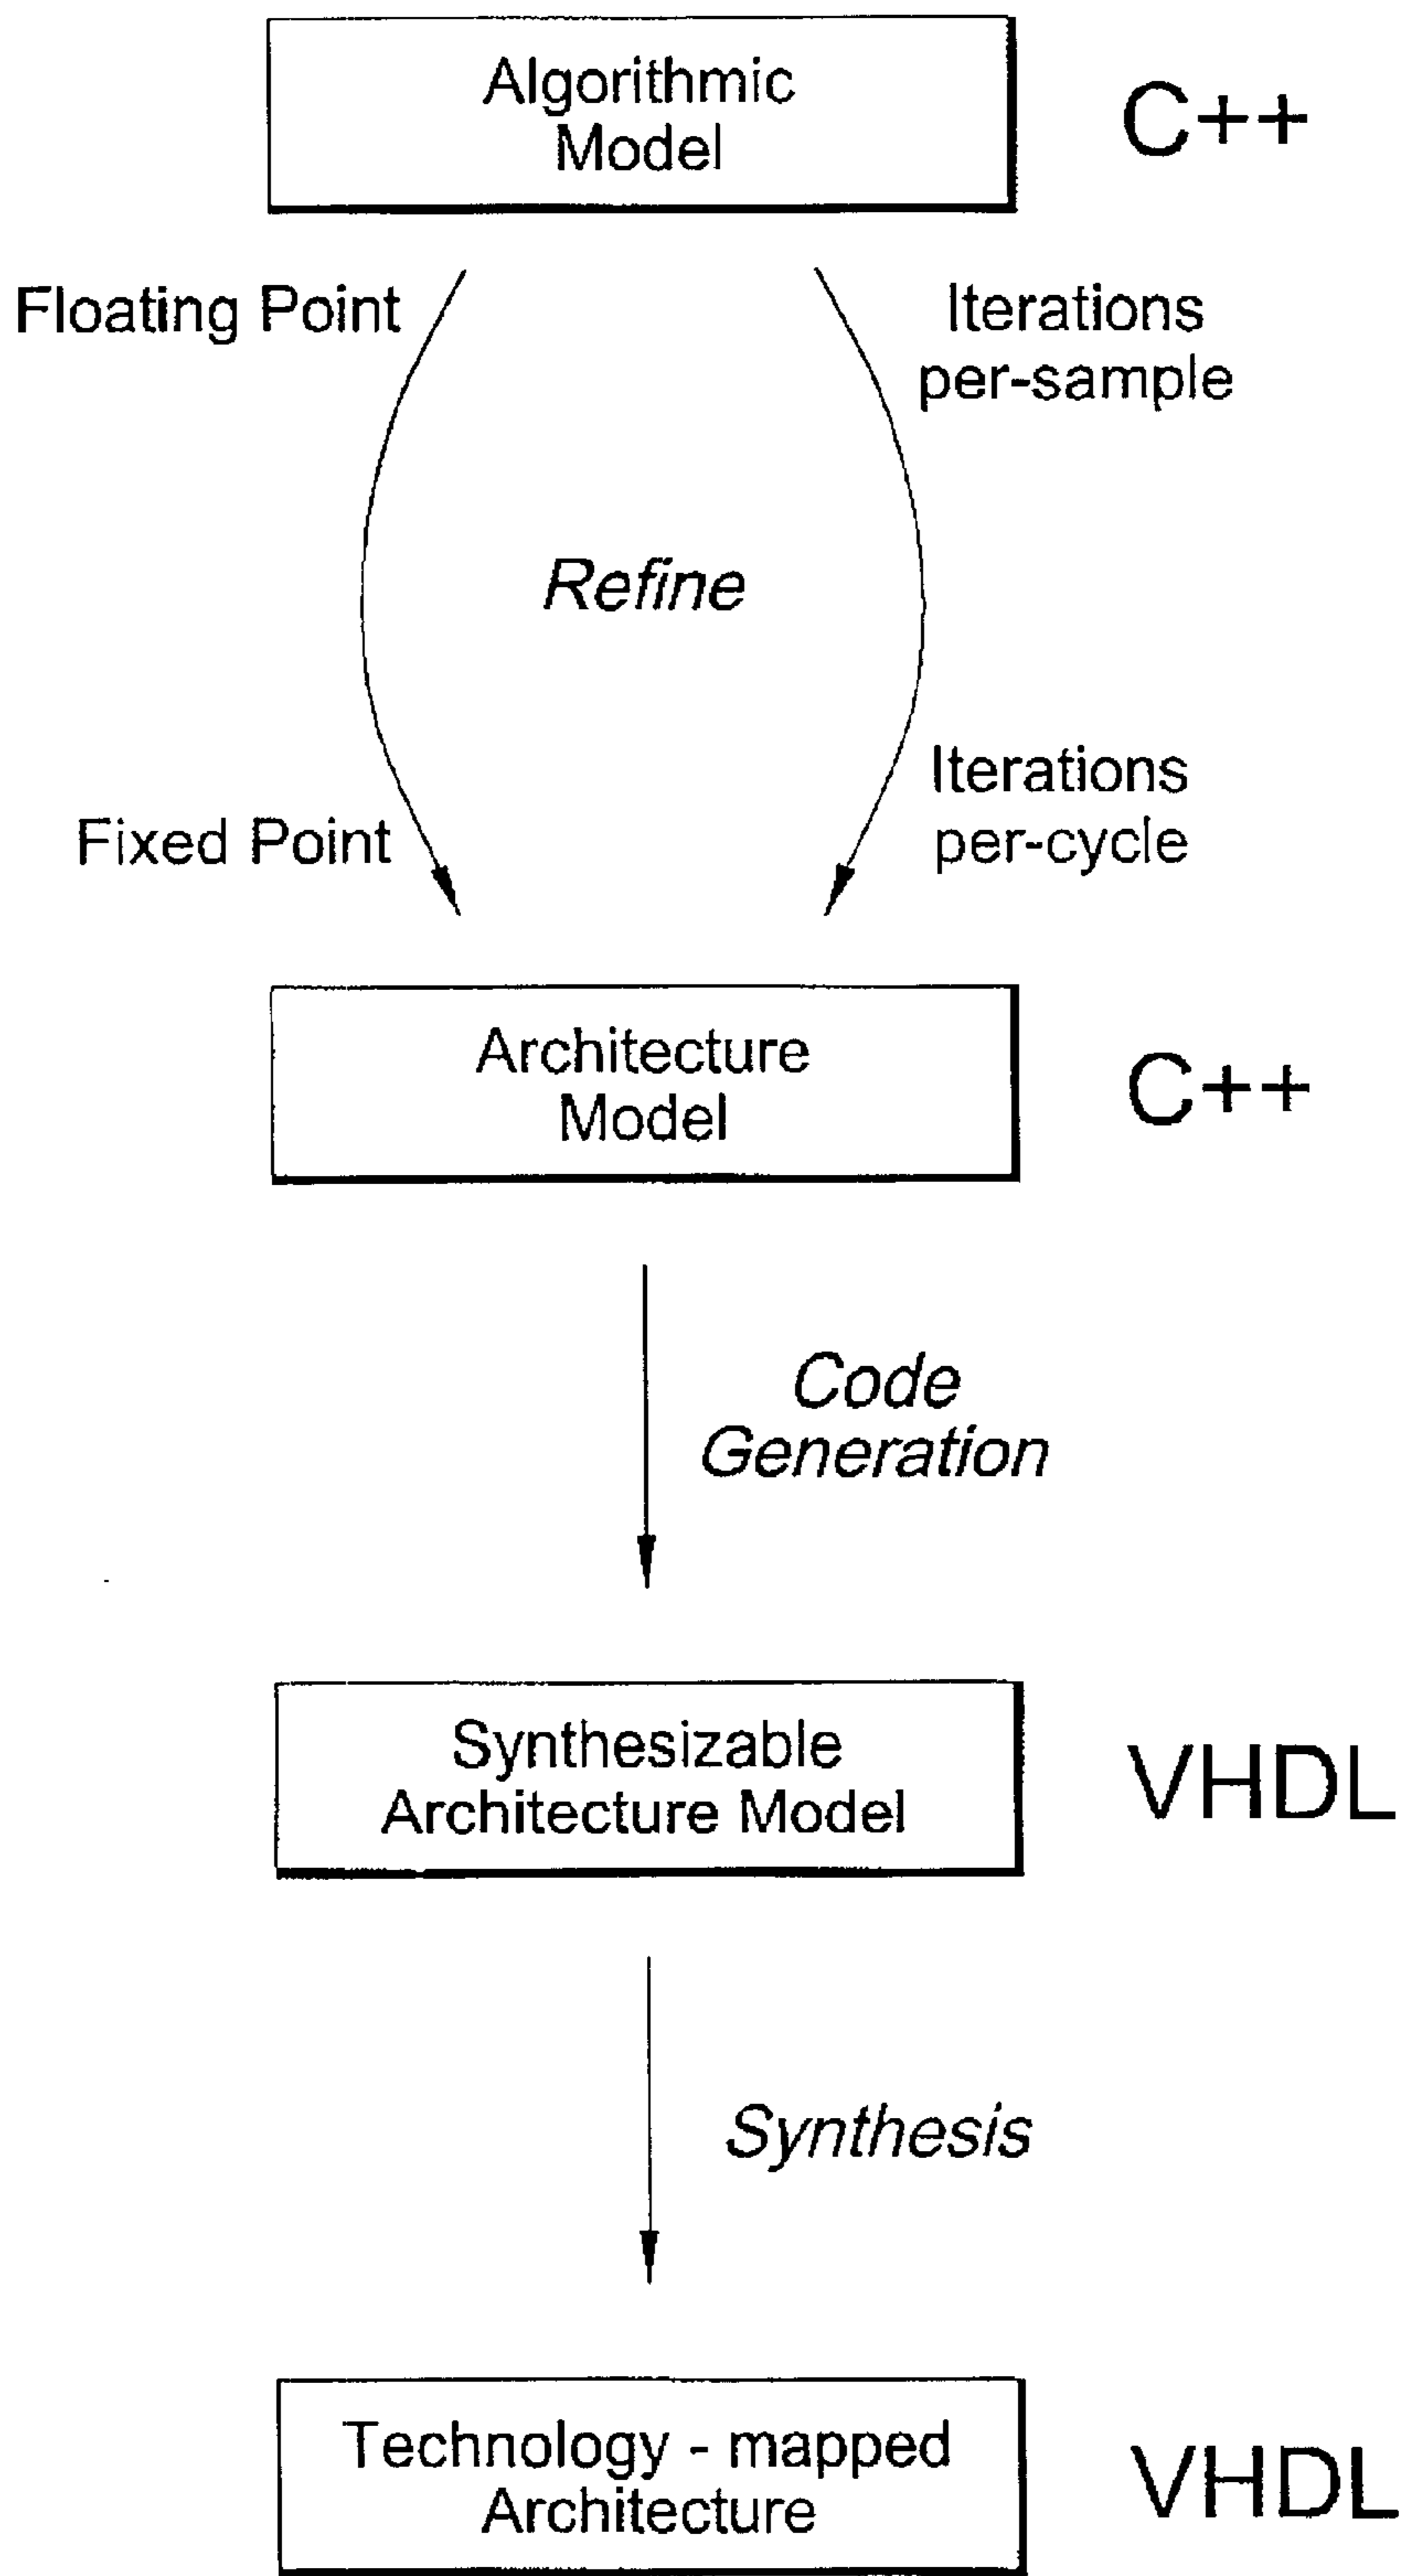 Algorithmic
Model
C++
Floating Point
Iterations
per-sample
Refine
Iterations
per-cycle
Fixed Point
Architecture
Model
C++
Code
Generation
Synthesizable
Architecture Model
VHDL
Synthesis
Technology - mapped
Architecture
VHDL